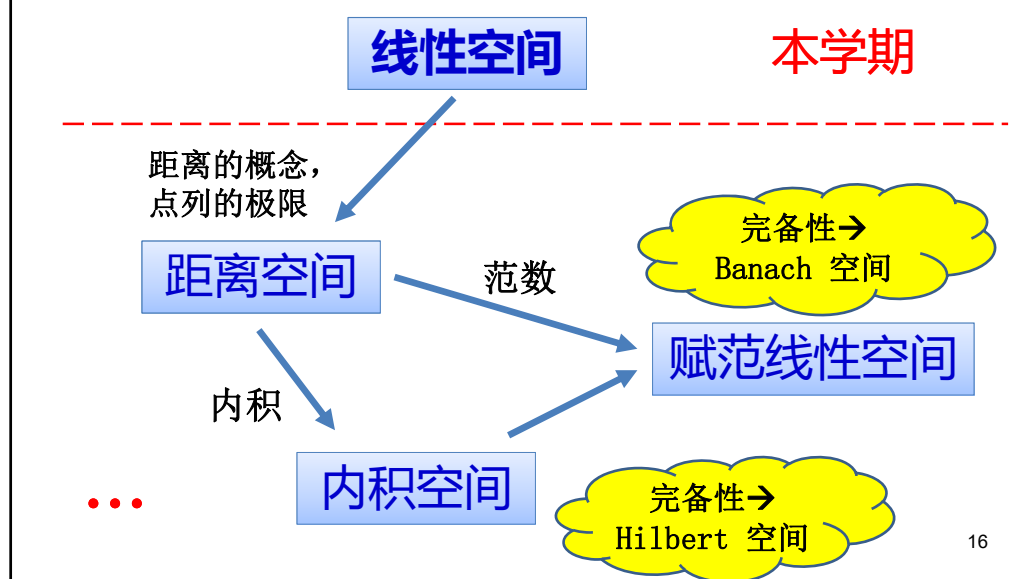 线性空间
本学期
距离的概念，
点列的极限
完备性→
Banach 空间
距离空间
范数
赋范线性空间
内积
内积空间
...
完备性→
Hilbert 空间
16